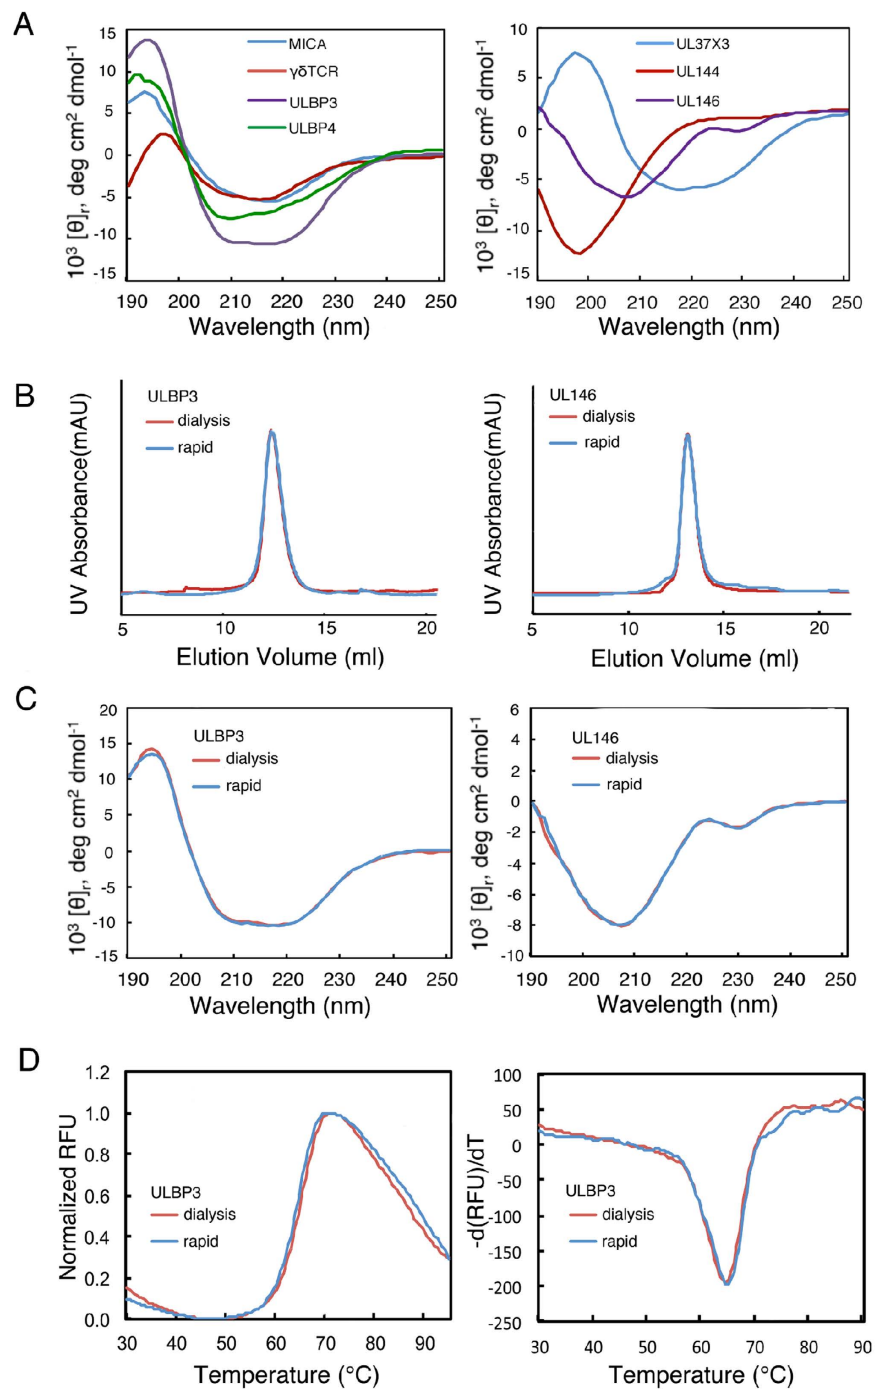 A
10³ [θ]r, deg cm² dmol⁻¹
15
10
5
0
-5
-10
-15
MICA
γδTCR
ULBP3
ULBP4
190 200 210 220 230 240 250
Wavelength (nm)
10³ [θ]r, deg cm² dmol⁻¹
10
5
0
-5
-10
-15
UL37X3
UL144
UL146
190 200 210 220 230 240 250
Wavelength (nm)
B
UV Absorbance(mAU)
ULBP3
dialysis
rapid
5 10 15 20
Elution Volume (ml)
UV Absorbance(mAU)
UL146
dialysis
rapid
5 10 15 20
Elution Volume (ml)
C
10³ [θ]r, deg cm² dmol⁻¹
20
15
10
5
0
-5
-10
-15
ULBP3
dialysis
rapid
190 200 210 220 230 240 250
Wavelength (nm)
10³ [θ]r, deg cm² dmol⁻¹
6
4
2
0
-2
-4
-6
-8
-10
UL146
dialysis
rapid
190 200 210 220 230 240 250
Wavelength (nm)
D
Normalized RFU
1.2
1.0
0.8
0.6
0.4
0.2
0.0
ULBP3
dialysis
rapid
30 40 50 60 70 80 90
Temperature (°C)
-d(RFU)/dT
100
50
0
-50
-100
-150
-200
-250
ULBP3
dialysis
rapid
30 40 50 60 70 80 90
Temperature (°C)